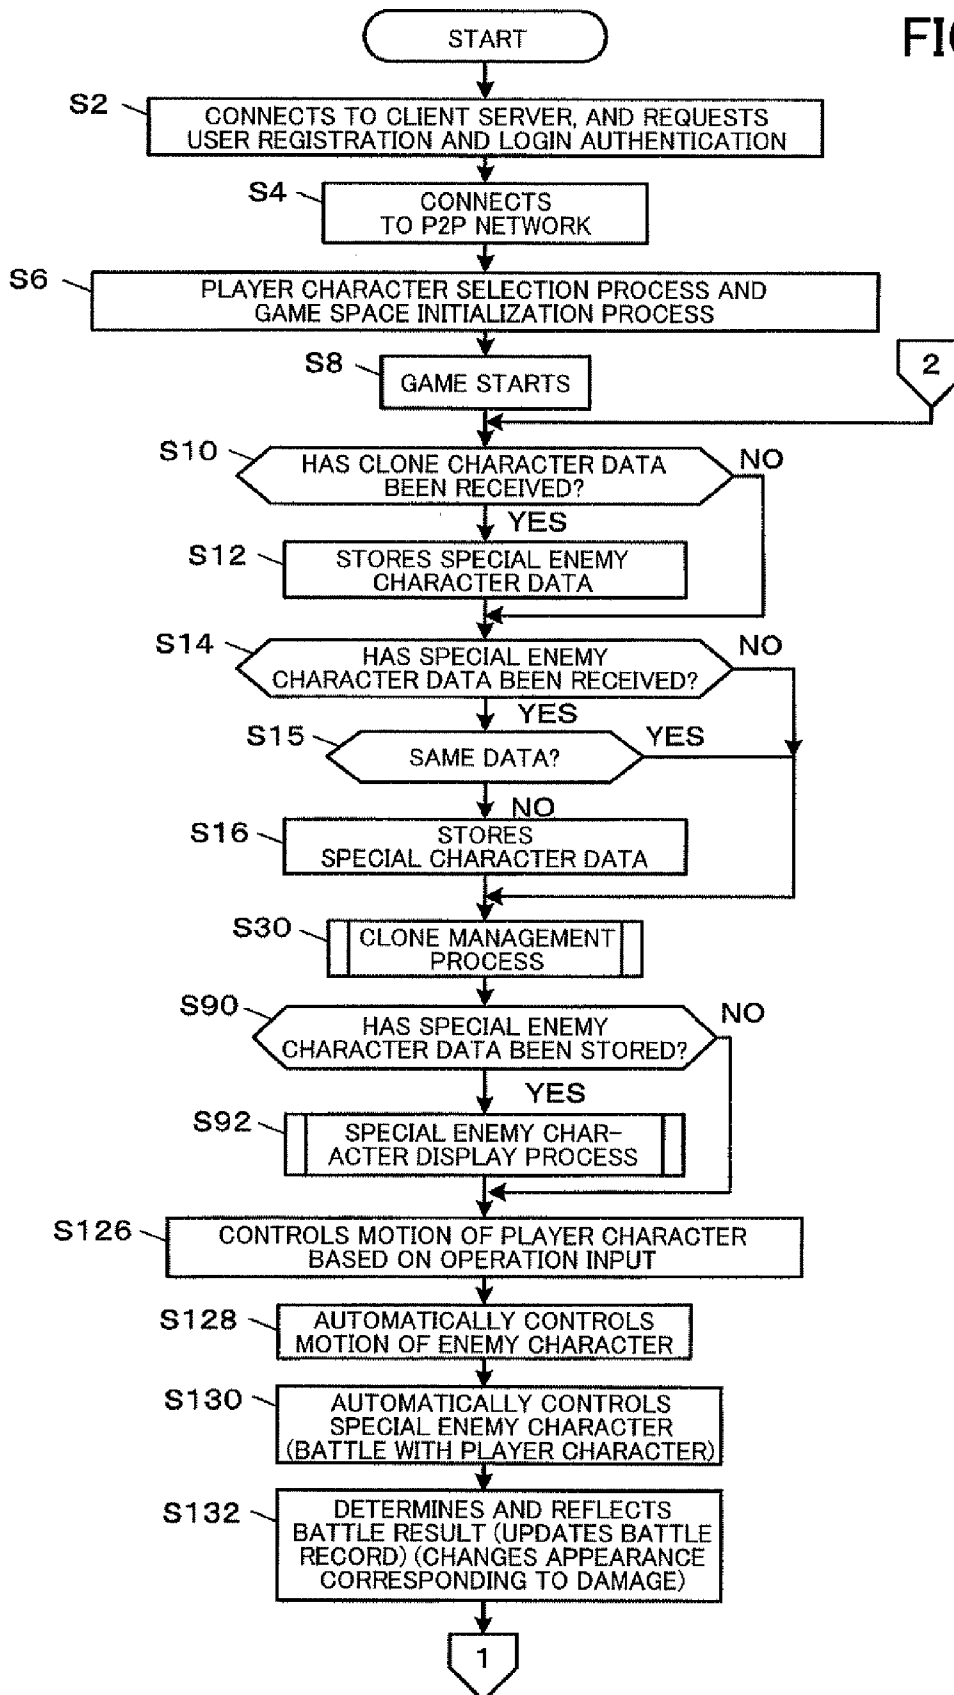 FIG
START
S2
CONNECTS TO CLIENT SERVER, AND REQUESTS
USER REGISTRATION AND LOGIN AUTHENTICATION
S4
CONNECTS
TO P2P NETWORK
S6
PLAYER CHARACTER SELECTION PROCESS AND
GAME SPACE INITIALIZATION PROCESS
2
S8
GAME STARTS
S10
HAS CLONE CHARACTER DATA
BEEN RECEIVED?
NO
YES
S12
STORES SPECIAL ENEMY
CHARACTER DATA
S14
HAS SPECIAL ENEMY
CHARACTER DATA BEEN RECEIVED?
NO
YES
S15
SAME DATA?
YES
NO
S16
STORES
SPECIAL CHARACTER DATA
S30
CLONE MANAGEMENT
PROCESS
S90
HAS SPECIAL ENEMY
CHARACTER DATA BEEN STORED?
NO
YES
S92
SPECIAL ENEMY CHAR-
ACTER DISPLAY PROCESS
S126
CONTROLS MOTION OF PLAYER CHARACTER
BASED ON OPERATION INPUT
S128
AUTOMATICALLY CONTROLS
MOTION OF ENEMY CHARACTER
S130
AUTOMATICALLY CONTROLS
SPECIAL ENEMY CHARACTER
(BATTLE WITH PLAYER CHARACTER)
S132
DETERMINES AND REFLECTS
BATTLE RESULT (UPDATES BATTLE
RECORD) (CHANGES APPEARANCE
CORRESPONDING TO DAMAGE)
1